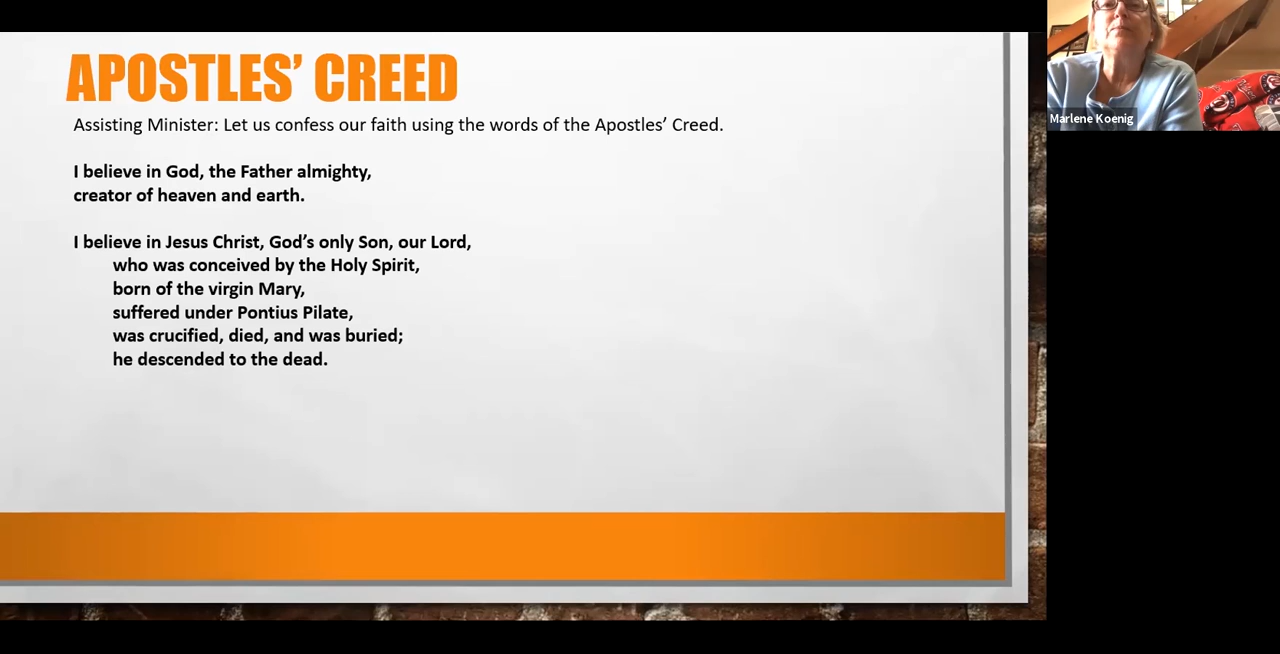 APOSTLES’ CREED
Assisting Minister: Let us confess our faith using the words of the Apostles’ Creed.
I believe in God, the Father almighty,
creator of heaven and earth.
I believe in Jesus Christ, God’s only Son, our Lord,
who was conceived by the Holy Spirit,
born of the virgin Mary,
suffered under Pontius Pilate,
was crucified, died, and was buried;
he descended to the dead.
Marlene Koenig